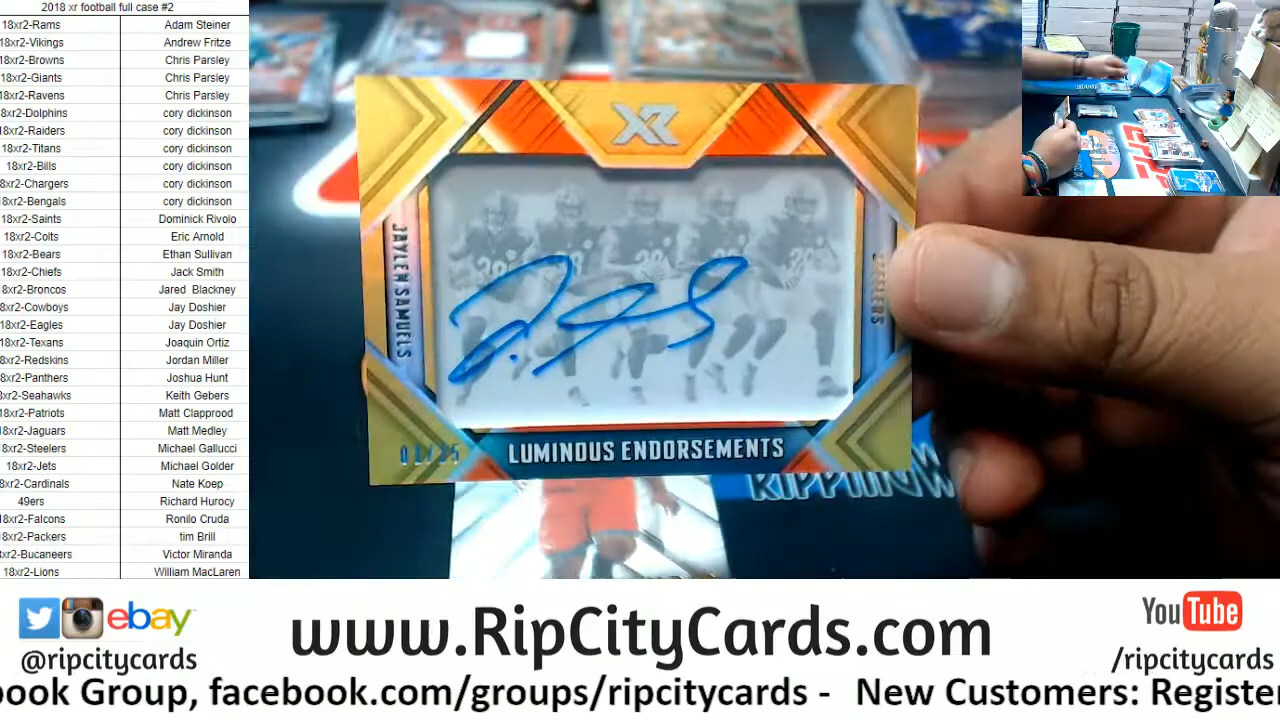 2018 xr football full case #2
18xr2-Rams Adam Steiner
18xr2-Vikings Andrew Fritze
18xr2-Browns Chris Parsley
18xr2-Giants Chris Parsley
18xr2-Ravens Chris Parsley
8xr2-Dolphins cory dickinson
18xr2-Raiders cory dickinson
18xr2-Titans cory dickinson
18xr2-Bills cory dickinson
8xr2-Chargers cory dickinson
18xr2-Bengals cory dickinson
18xr2-Saints Dominick Rivolo
18xr2-Colts Eric Arnold
18xr2-Bears Ethan Sullivan
18xr2-Chiefs Jack Smith
8xr2-Broncos Jared Blackney
8xr2-Cowboys Jay Doshier
18xr2-Eagles Jay Doshier
18xr2-Texans Joaquin Ortiz
8xr2-Redskins Jordan Miller
8xr2-Panthers Joshua Hunt
8xr2-Seahawks Keith Gebers
18xr2-Patriots Matt Clapprood
18xr2-Jaguars Matt Medley
8xr2-Steelers Michael Gallucci
18xr2-Jets Michael Golder
8xr2-Cardinals Nate Koep
49ers Richard Hurocy
18xr2-Falcons Ronilo Cruda
18xr2-Packers tim Brill
xr2-Bucaneers Victor Miranda
18xr2-Lions William MacLaren
XR
JAYLEN SAMUELS
LUMINOUS ENDORSEMENTS
ebay
@ripcitycards
www.RipCityCards.com
YouTube
/ripcitycards
book Group, facebook.com/groups/ripcitycards - New Customers: Register